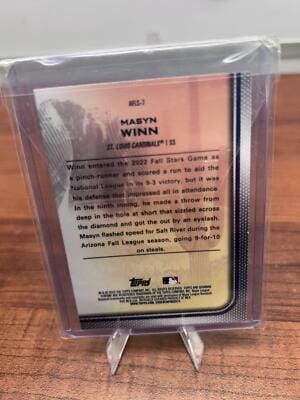 AFLS-7
MASYN
WINN
ST. LOUIS CARDINALS® | SS
Winn entered the 2022 Fall Stars Game as
a pinch-runner and scored a run to aid the
National League in its 9-3 victory, but it was
his defense that impressed all in attendance.
In the ninth inning, he made a throw from
deep in the hole at short that sizzled across
the diamond and got the out by an eyelash.
Masyn flashed speed for Salt River during the
Arizona Fall League season, going 9-for-10
on steals.
TOPPS
MLB